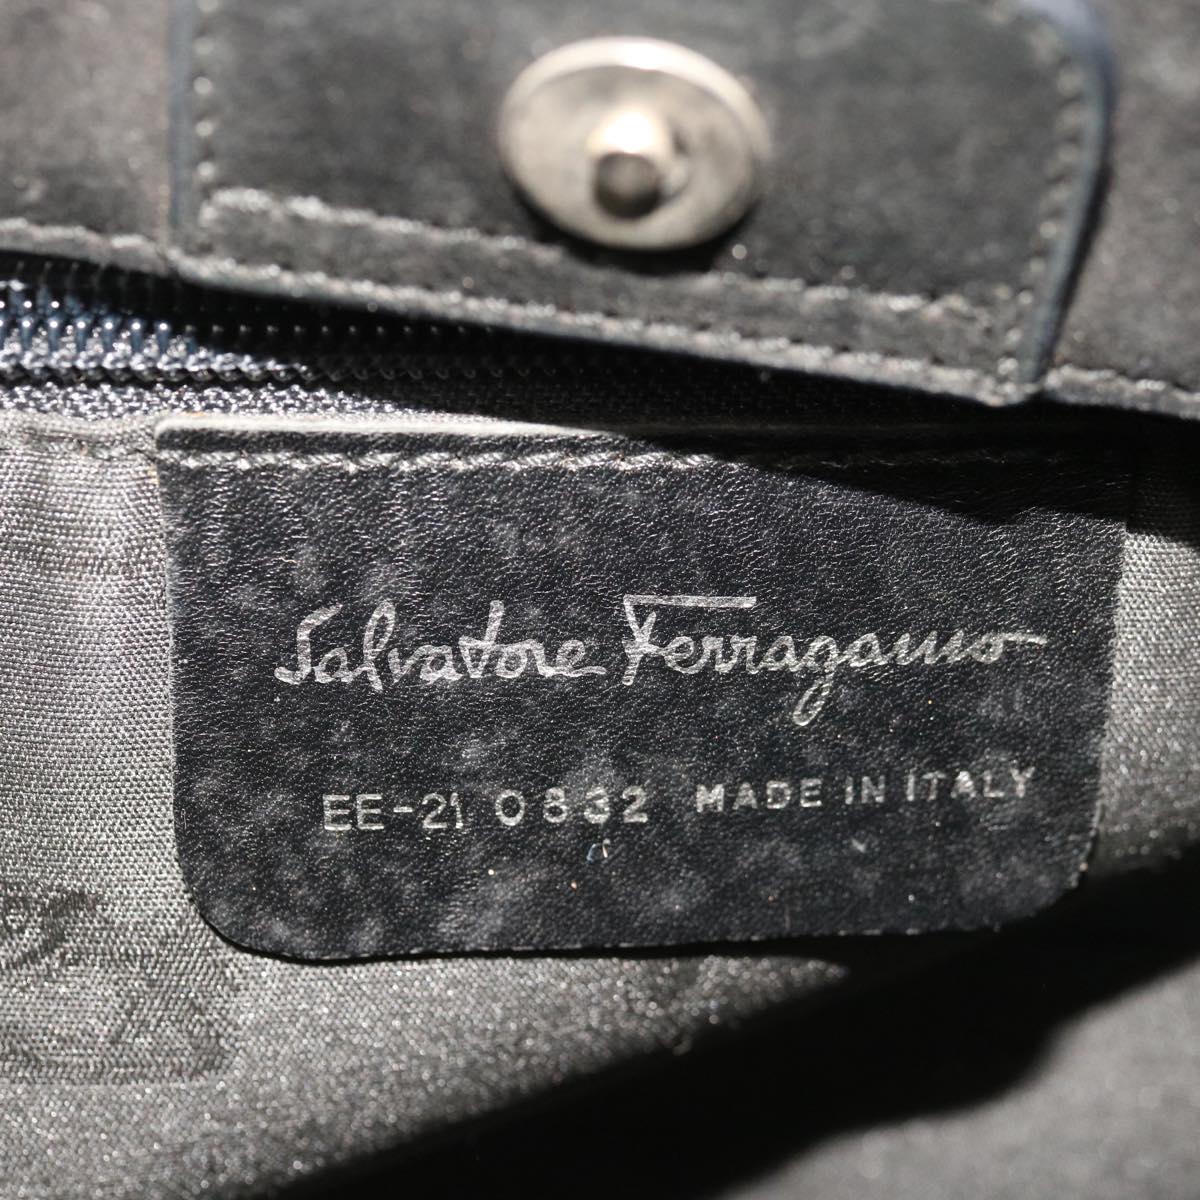 Salvatore Ferragamo
EE-21 0832 MADE IN ITALY